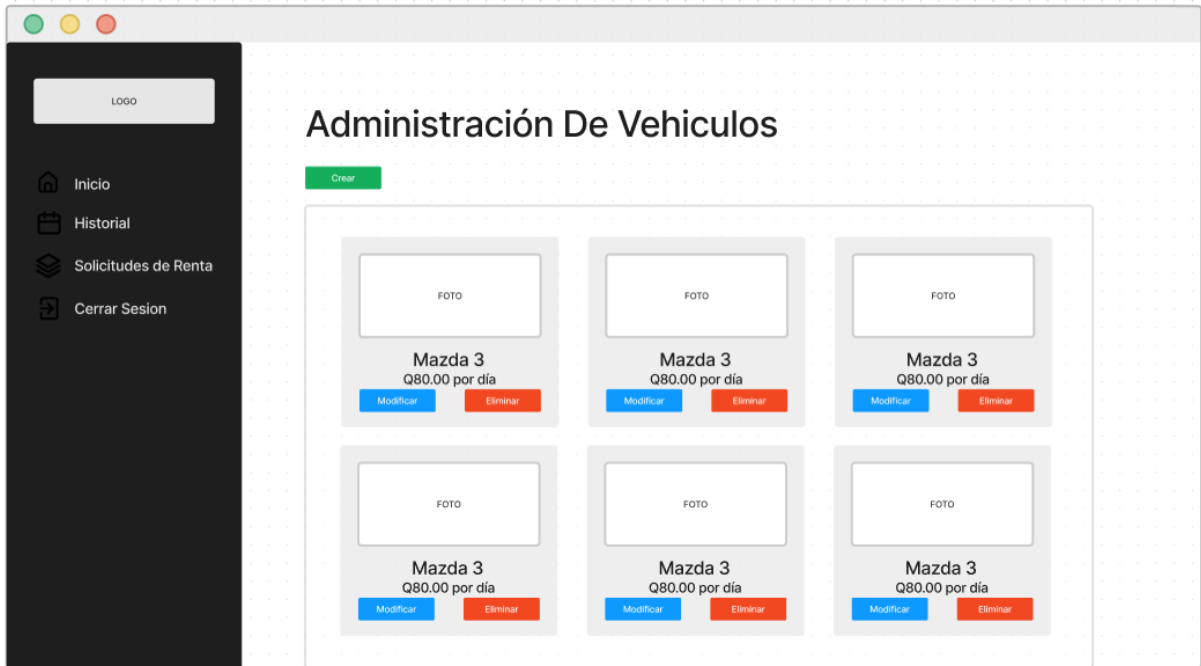 LOGO
Inicio
Historial
Solicitudes de Renta
Cerrar Sesion
Administración De Vehiculos
Crear
FOTO
Mazda 3
Q80.00 por día
Modificar Eliminar
FOTO
Mazda 3
Q80.00 por día
Modificar Eliminar
FOTO
Mazda 3
Q80.00 por día
Modificar Eliminar
FOTO
Mazda 3
Q80.00 por día
Modificar Eliminar
FOTO
Mazda 3
Q80.00 por día
Modificar Eliminar
FOTO
Mazda 3
Q80.00 por día
Modificar Eliminar